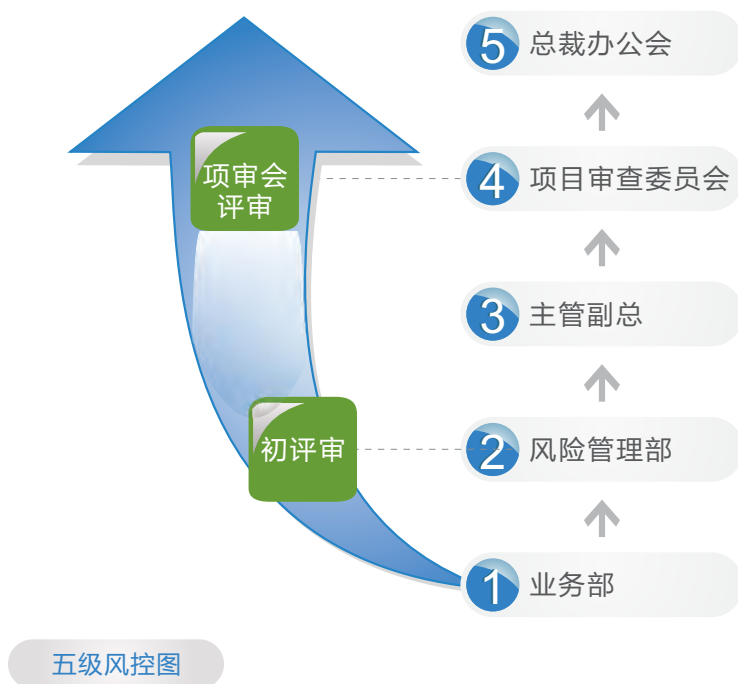 5 总裁办公会
项审会
评审
4 项目审查委员会
3 主管副总
初评审
2 风险管理部
1 业务部
五级风控图